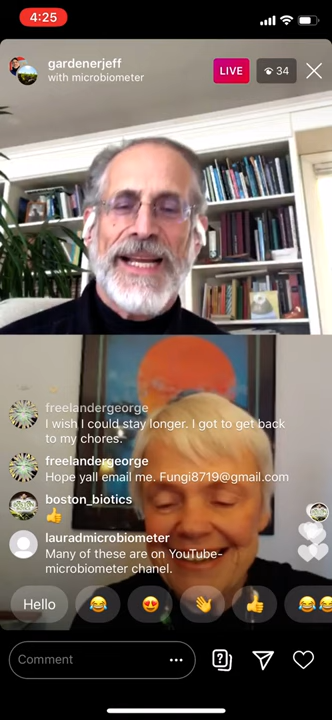 4:25
gardenerjeff
with microbiometer
LIVE
34
freelandergeorge
I wish I could stay longer. I got to get back
to my chores.
freelandergeorge
Hope yall email me. Fungi8719@gmail.com
boston_biotics
👍
lauradmicrobiometer
Many of these are on YouTube-
microbiometer chanel.
Hello 😂 😍 👋 👍 😂😂
Comment